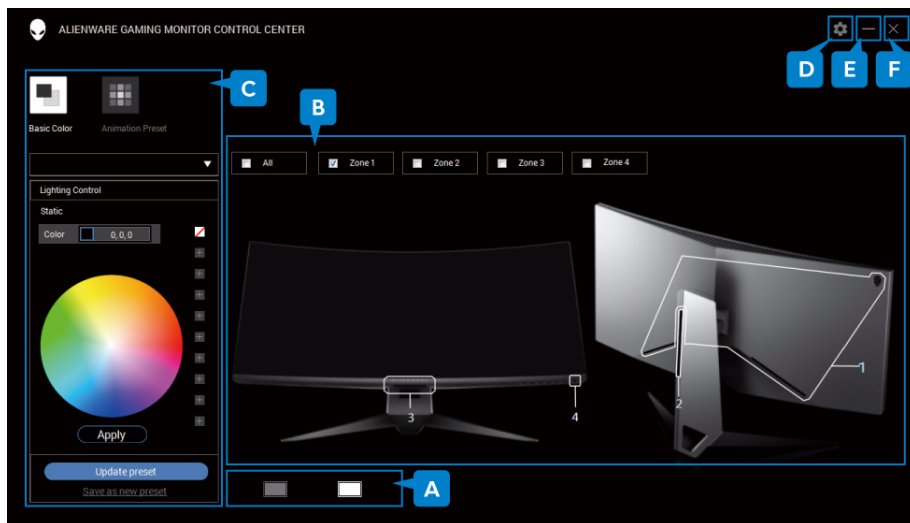 ALIENWARE GAMING MONITOR CONTROL CENTER
D
E
F
C
B
Basic Color
Animation Preset
All
Zone 1
Zone 2
Zone 3
Zone 4
Lighting Control
Static
Color
0, 0, 0
1
2
3
4
Apply
Update preset
Save as new preset
A